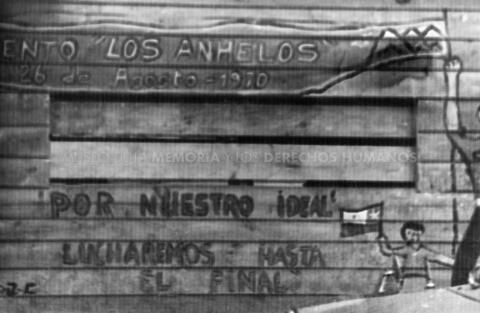 ENTO "LOS ANHELOS"
26 de Agosto - 1970
MUSEO DE LA MEMORIA Y LOS DERECHOS HUMANOS
"POR NUESTRO IDEAL"
LUCHAREMOS HASTA
EL FINAL"